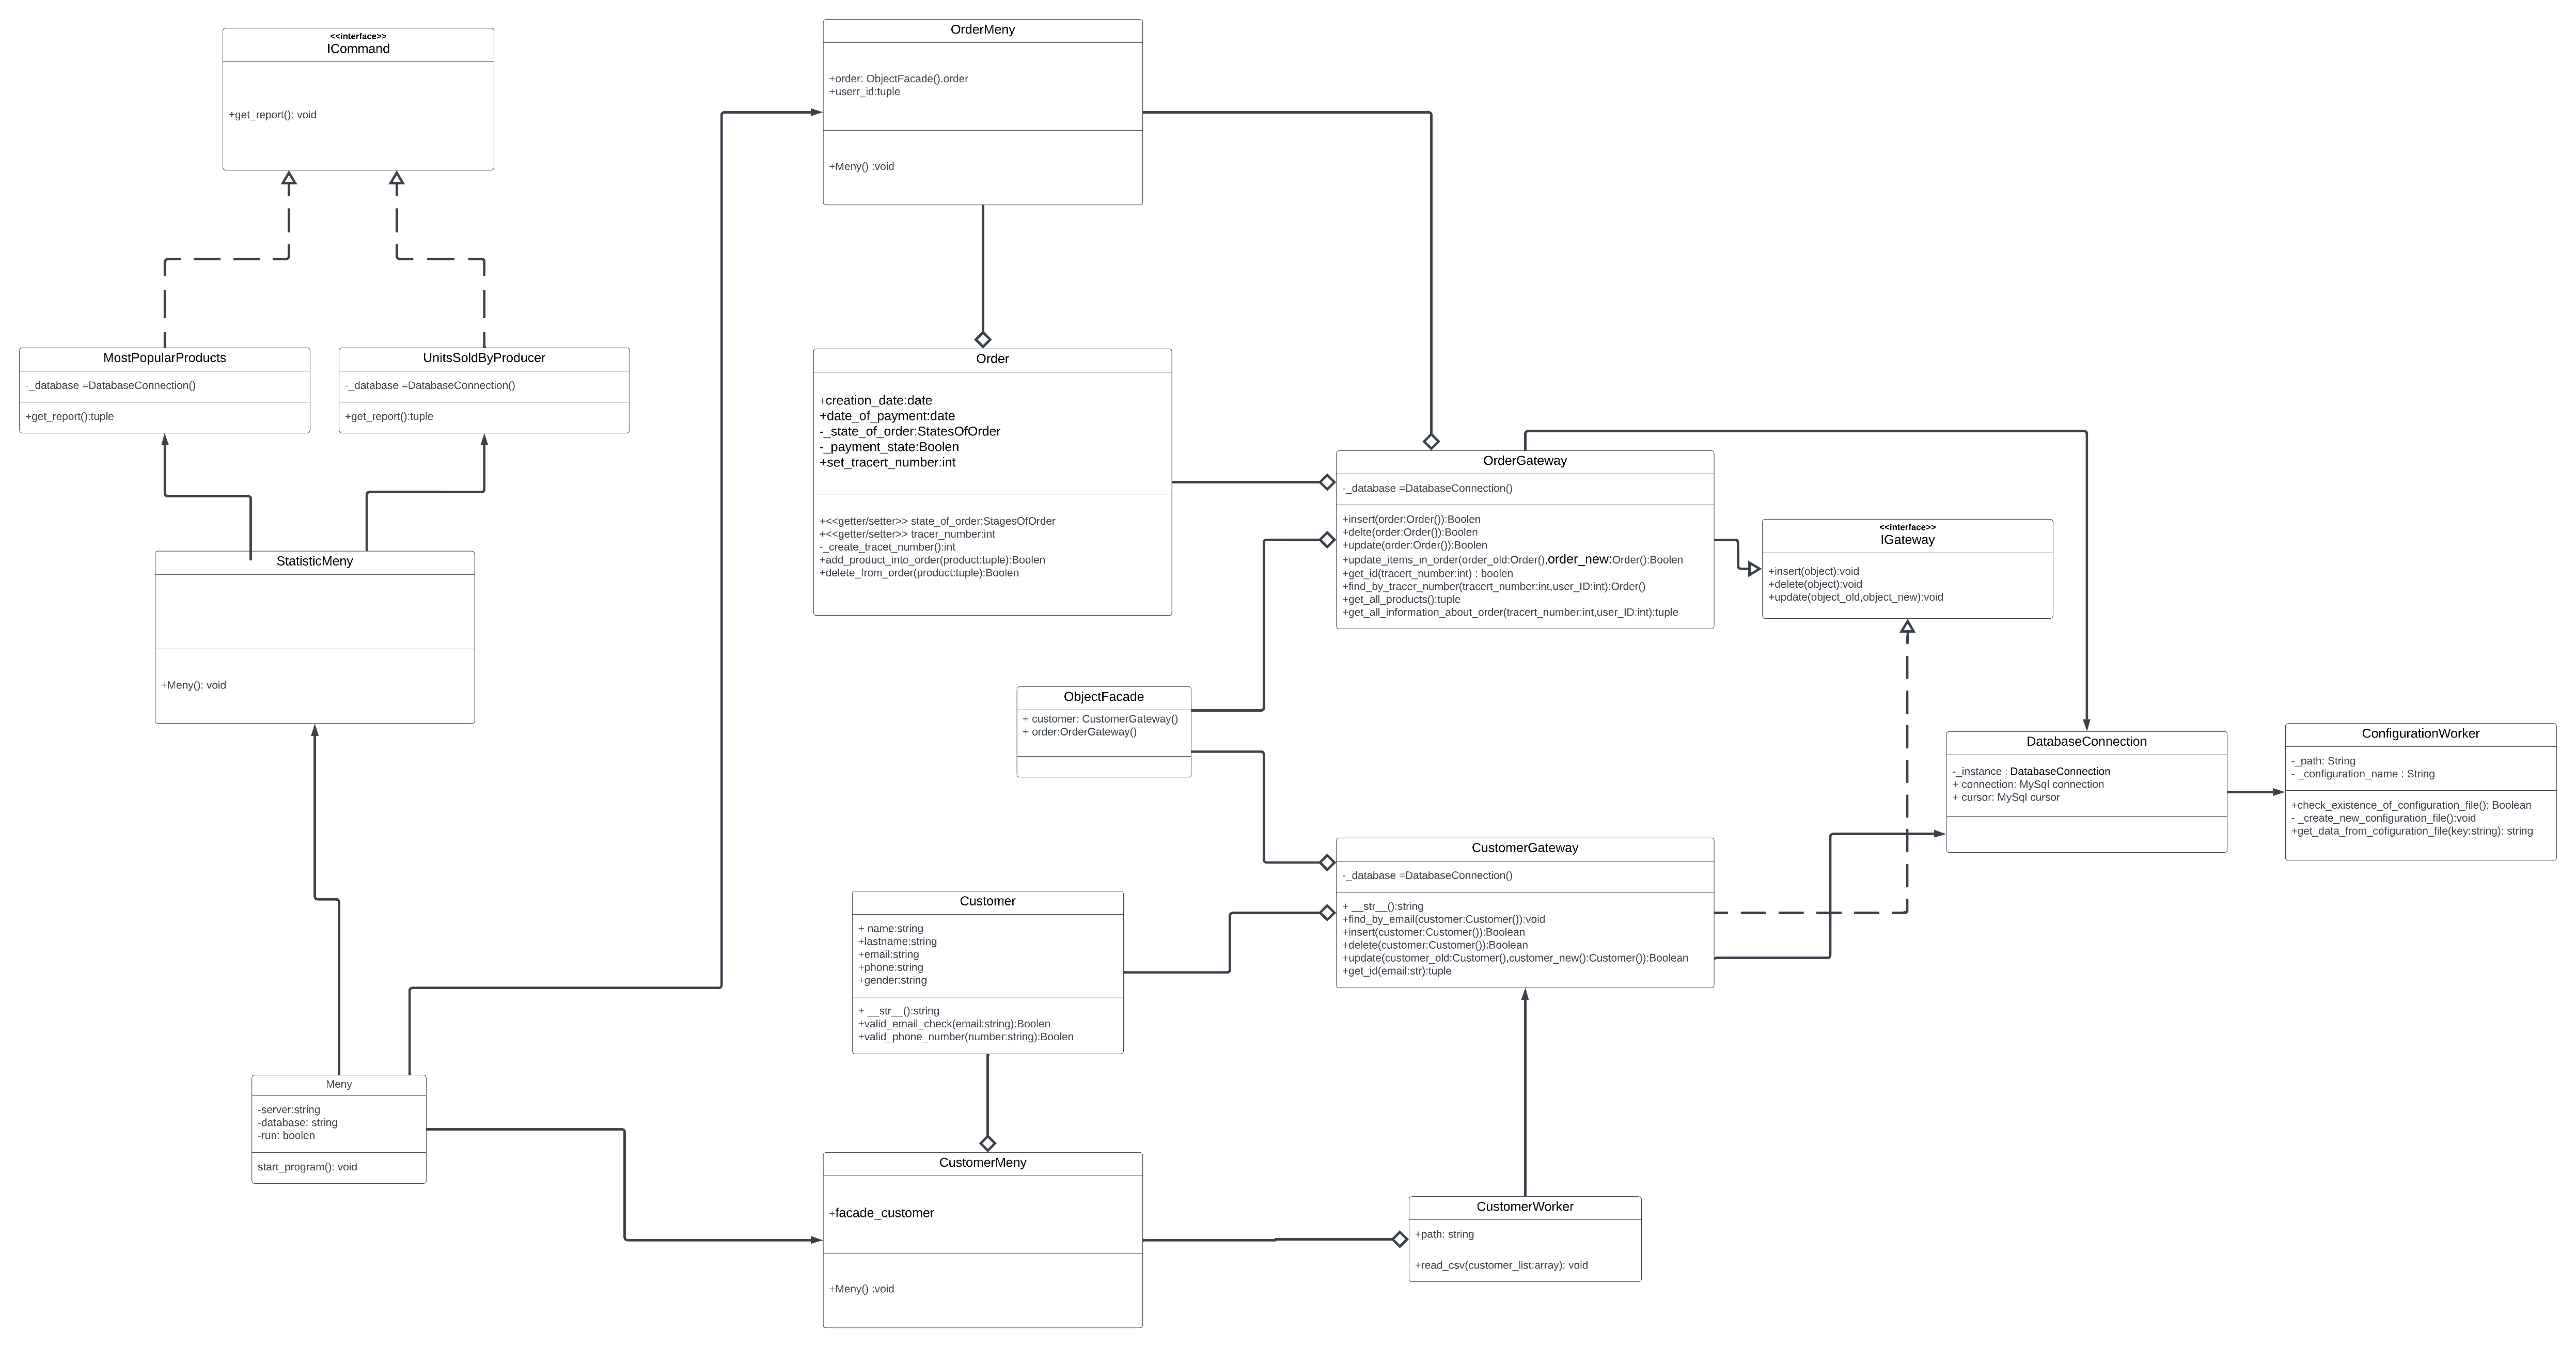 <<interface>>
ICommand
+get_report(): void
OrderMeny
+order: ObjectFacade().order
+userr_id:tuple
+Meny() :void
MostPopularProducts
-_database =DatabaseConnection()
+get_report():tuple
UnitsSoldByProducer
-_database =DatabaseConnection()
+get_report():tuple
Order
+creation_date:date
+date_of_payment:date
-_state_of_order:StatesOfOrder
-_payment_state:Boolen
+set_tracert_number:int
+<<getter/setter>> state_of_order:StagesOfOrder
+<<getter/setter>> tracer_number:int
-_create_tracet_number():int
+add_product_into_order(product:tuple):Boolen
+delete_from_order(product:tuple):Boolen
OrderGateway
-_database =DatabaseConnection()
+insert(order:Order()):Boolen
+delte(order:Order()):Boolen
+update(order:Order()):Boolen
+update_items_in_order(order_old:Order(),order_new:Order():Boolen
+get_id(tracert_number:int) : boolen
+find_by_tracer_number(tracert_number:int,user_ID:int):Order()
+get_all_products():tuple
+get_all_information_about_order(tracert_number:int,user_ID:int):tuple
<<interface>>
IGateway
+insert(object):void
+delete(object):void
+update(object_old,object_new):void
StatisticMeny
+Meny(): void
ObjectFacade
+ customer: CustomerGateway()
+ order:OrderGateway()
DatabaseConnection
-_instance : DatabaseConnection
+ connection: MySql connection
+ cursor: MySql cursor
ConfigurationWorker
-_path: String
- _configuration_name : String
+check_existence_of_configuration_file(): Boolean
- _create_new_configuration_file():void
+get_data_from_cofiguration_file(key:string): string
CustomerGateway
-_database =DatabaseConnection()
+ __str__():string
+find_by_email(customer:Customer()):void
+insert(customer:Customer()):Boolean
+delete(customer:Customer()):Boolean
+update(customer_old:Customer(),customer_new():Customer()):Boolean
+get_id(email:str):tuple
Customer
+ name:string
+lastname:string
+email:string
+phone:string
+gender:string
+ __str__():string
+valid_email_check(email:string):Boolen
+valid_phone_number(number:string):Boolen
Meny
-server:string
-database: string
-run: boolen
start_program(): void
CustomerMeny
+facade_customer
+Meny() :void
CustomerWorker
+path: string
+read_csv(customer_list:array): void